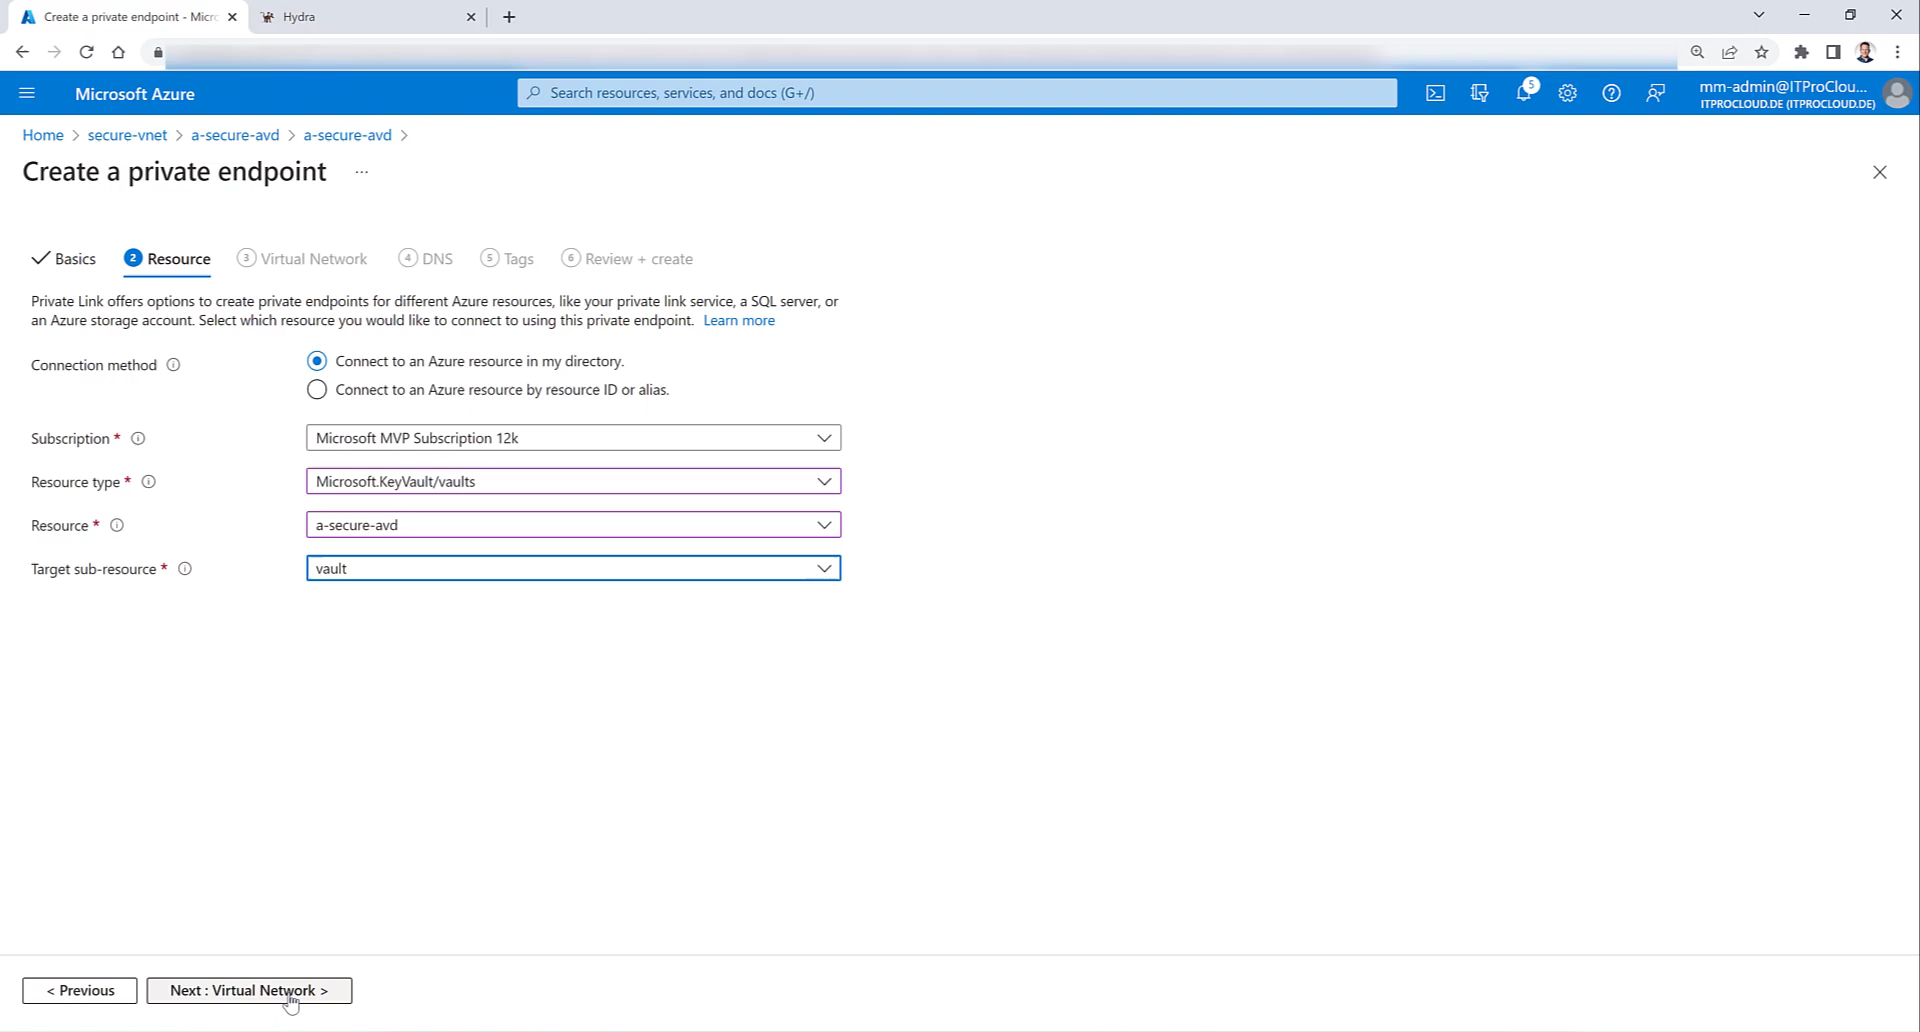 Create a private endpoint - Micro
Hydra
Microsoft Azure
Search resources, services, and docs (G+/)
5
mm-admin@ITProClou...
ITPROCLOUD.DE (ITPROCLOUD.DE)
Home > secure-vnet > a-secure-avd > a-secure-avd >
Create a private endpoint ...
Basics 2 Resource 3 Virtual Network 4 DNS 5 Tags 6 Review + create
Private Link offers options to create private endpoints for different Azure resources, like your private link service, a SQL server, or
an Azure storage account. Select which resource you would like to connect to using this private endpoint. Learn more
Connection method
Connect to an Azure resource in my directory.
Connect to an Azure resource by resource ID or alias.
Subscription *
Microsoft MVP Subscription 12k
Resource type *
Microsoft.KeyVault/vaults
Resource *
a-secure-avd
Target sub-resource *
vault
< Previous
Next : Virtual Network >